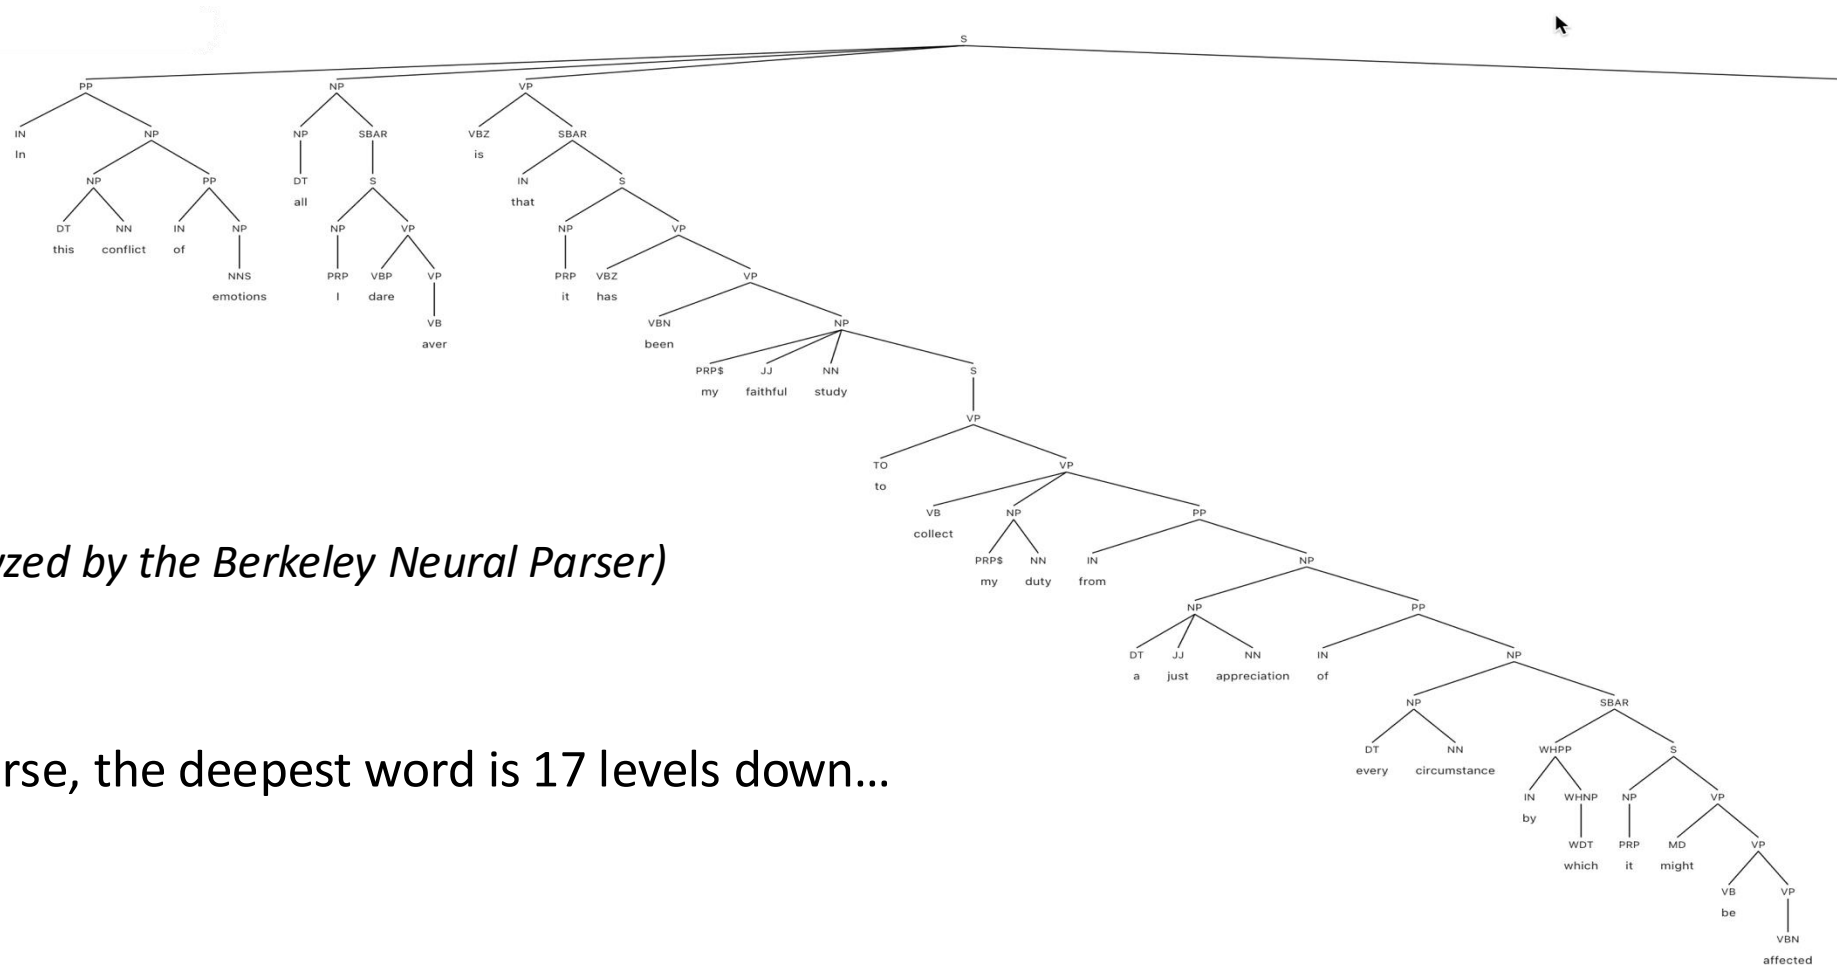 S
PP NP VP
IN NP NP SBAR VBZ SBAR
In is
NP PP DT S IN S
all that
DT NN IN NP NP VP NP VP
this conflict of
NNS PRP VBP VP PRP VBZ VP
emotions I dare it has
VB VBN NP
aver been
PRP$ JJ NN S
my faithful study
VP
TO VP
to
VB NP PP
collect
PRP$ NN IN NP
yzed by the Berkeley Neural Parser)
my duty from
NP PP
DT JJ NN IN NP
a just appreciation of
NP SBAR
DT NN WHPP S
rse, the deepest word is 17 levels down...
every circumstance
IN WHNP NP VP
by
WDT PRP MD VP
which it might
VB VP
be
VBN
affected